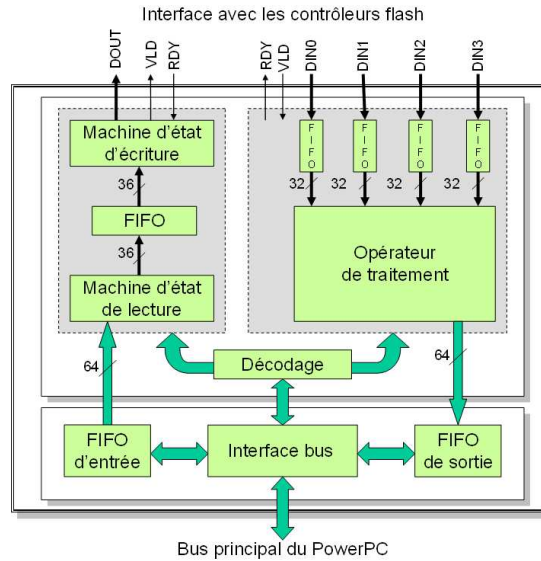 Interface avec les contrôleurs flash
DOUT
VLD
RDY
RDY
VLD
DIN0
DIN1
DIN2
DIN3
Machine d'état
d'écriture
FIFO
FIFO
FIFO
FIFO
36
32
32
32
32
FIFO
36
Opérateur
de traitement
Machine d'état
de lecture
64
Décodage
64
FIFO
d'entrée
Interface bus
FIFO
de sortie
Bus principal du PowerPC